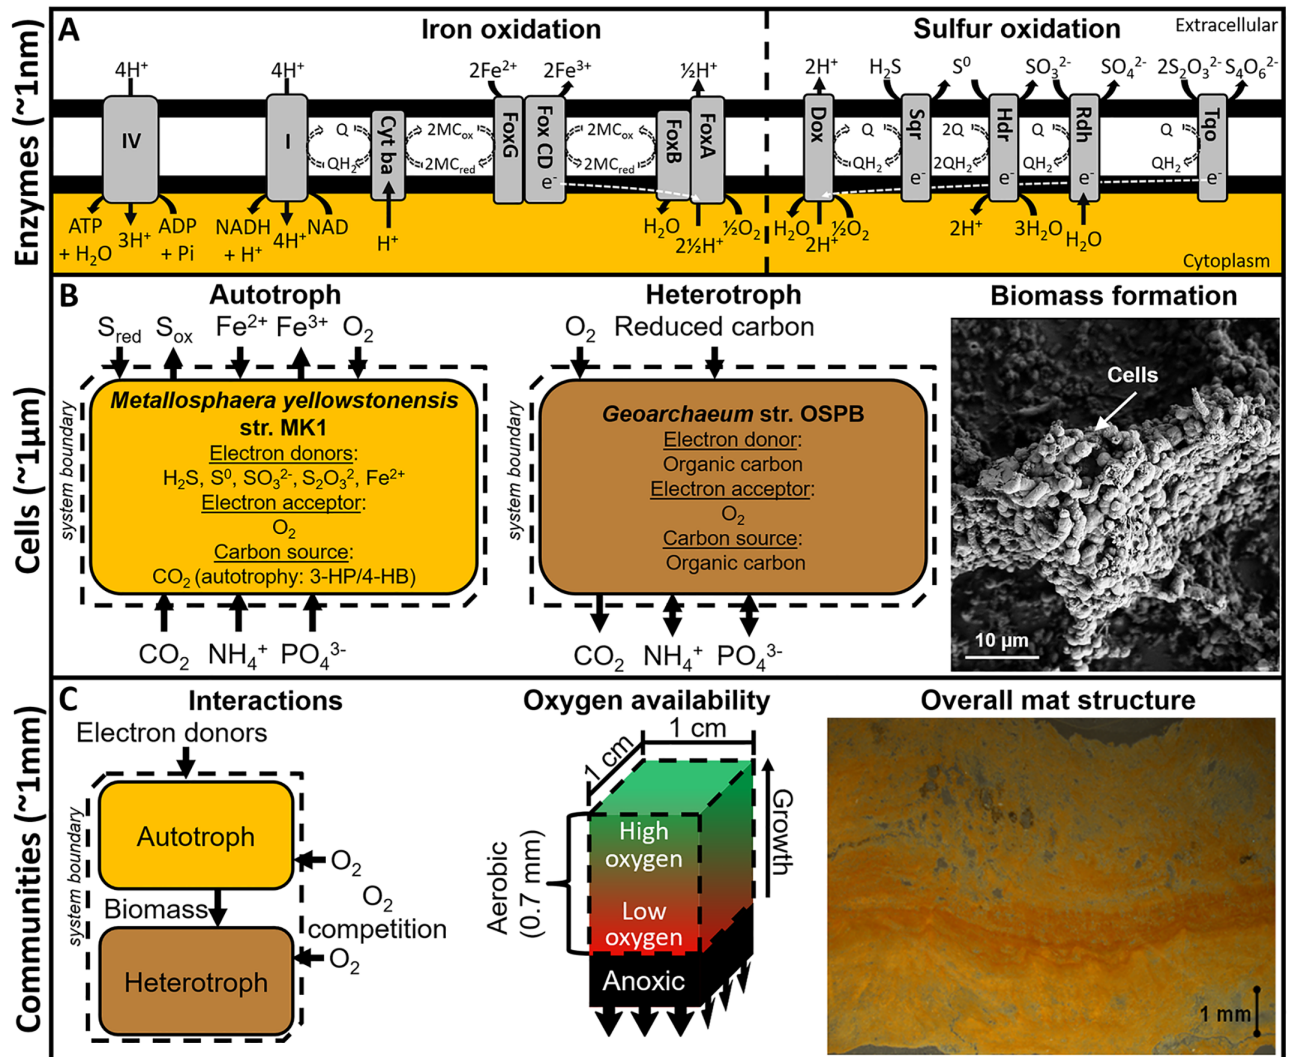 Enzymes (~1nm)
A
Iron oxidation
Sulfur oxidation
Extracellular
4H⁺
4H⁺
2Fe²⁺
2Fe³⁺
½H⁺
2H⁺
H₂S
S⁰
SO₃²⁻
SO₄²⁻
2S₂O₃²⁻
S₄O₆²⁻
IV
I
Q
QH₂
Cyt ba
2MCₒₓ
2MC_red
FoxG
Fox CD
e⁻
2MCₒₓ
2MC_red
FoxB
FoxA
Dox
Q
QH₂
Sqr
e⁻
2Q
2QH₂
Hdr
e⁻
Q
QH₂
Rdh
e⁻
Q
QH₂
Tqo
e⁻
ATP
+ H₂O
3H⁺
ADP
+ Pi
NADH
+ H⁺
4H⁺
NAD
H⁺
H₂O
2½H⁺
½O₂
H₂O
2H⁺
½O₂
2H⁺
3H₂O
H₂O
Cytoplasm
Cells (~1µm)
B
Autotroph
S_red
Sₒₓ
Fe²⁺
Fe³⁺
O₂
system boundary
Metallosphaera yellowstonensis
str. MK1
Electron donors:
H₂S, S⁰, SO₃²⁻, S₂O₃², Fe²⁺
Electron acceptor:
O₂
Carbon source:
CO₂ (autotrophy: 3-HP/4-HB)
CO₂
NH₄⁺
PO₄³⁻
Heterotroph
O₂
Reduced carbon
system boundary
Geoarchaeum str. OSPB
Electron donor:
Organic carbon
Electron acceptor:
O₂
Carbon source:
Organic carbon
CO₂
NH₄⁺
PO₄³⁻
Biomass formation
Cells
10 µm
Communities (~1mm)
C
Interactions
Electron donors
system boundary
Autotroph
O₂
Biomass
O₂
competition
Heterotroph
O₂
Oxygen availability
1 cm
1 cm
Growth
Aerobic
(0.7 mm)
High
oxygen
Low
oxygen
Anoxic
Overall mat structure
1 mm